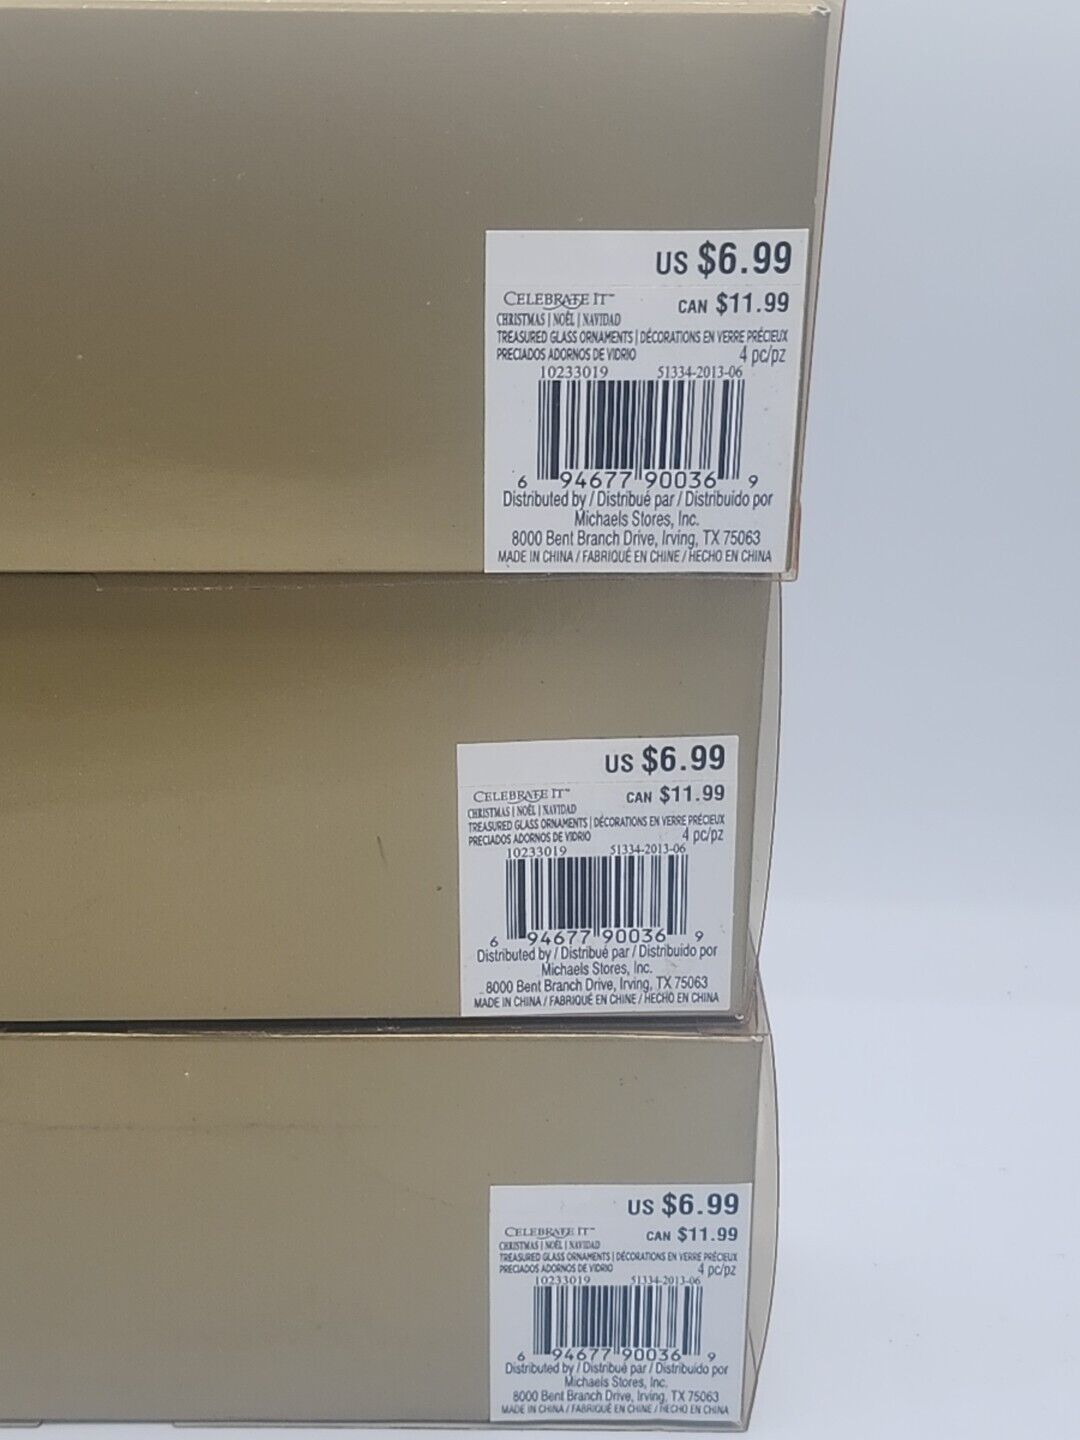 US $6.99
CELEBRATE IT™
CAN $11.99
CHRISTMAS | NOËL | NAVIDAD
TREASURED GLASS ORNAMENTS | DÉCORATIONS EN VERRE PRÉCIEUX
PRECIADOS ADORNOS DE VIDRIO 4 pc/pz
10233019 51334-2013-06
6 94677 90036 9
Distributed by / Distribué par / Distribuido por
Michaels Stores, Inc.
8000 Bent Branch Drive, Irving, TX 75063
MADE IN CHINA / FABRIQUÉ EN CHINE / HECHO EN CHINA
US $6.99
CELEBRATE IT™
CAN $11.99
CHRISTMAS | NOËL | NAVIDAD
TREASURED GLASS ORNAMENTS | DÉCORATIONS EN VERRE PRÉCIEUX
PRECIADOS ADORNOS DE VIDRIO 4 pc/pz
10233019 51334-2013-06
6 94677 90036 9
Distributed by / Distribué par / Distribuido por
Michaels Stores, Inc.
8000 Bent Branch Drive, Irving, TX 75063
MADE IN CHINA / FABRIQUÉ EN CHINE / HECHO EN CHINA
US $6.99
CELEBRATE IT™
CAN $11.99
CHRISTMAS | NOËL | NAVIDAD
TREASURED GLASS ORNAMENTS | DÉCORATIONS EN VERRE PRÉCIEUX
PRECIADOS ADORNOS DE VIDRIO 4 pc/pz
10233019 51334-2013-06
6 94677 90036 9
Distributed by / Distribué par / Distribuido por
Michaels Stores, Inc.
8000 Bent Branch Drive, Irving, TX 75063
MADE IN CHINA / FABRIQUÉ EN CHINE / HECHO EN CHINA